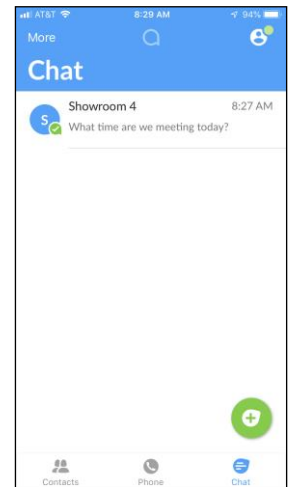 AT&T 8:29 AM 94%
More
Chat
Showroom 4 8:27 AM
S
What time are we meeting today?
Contacts Phone Chat